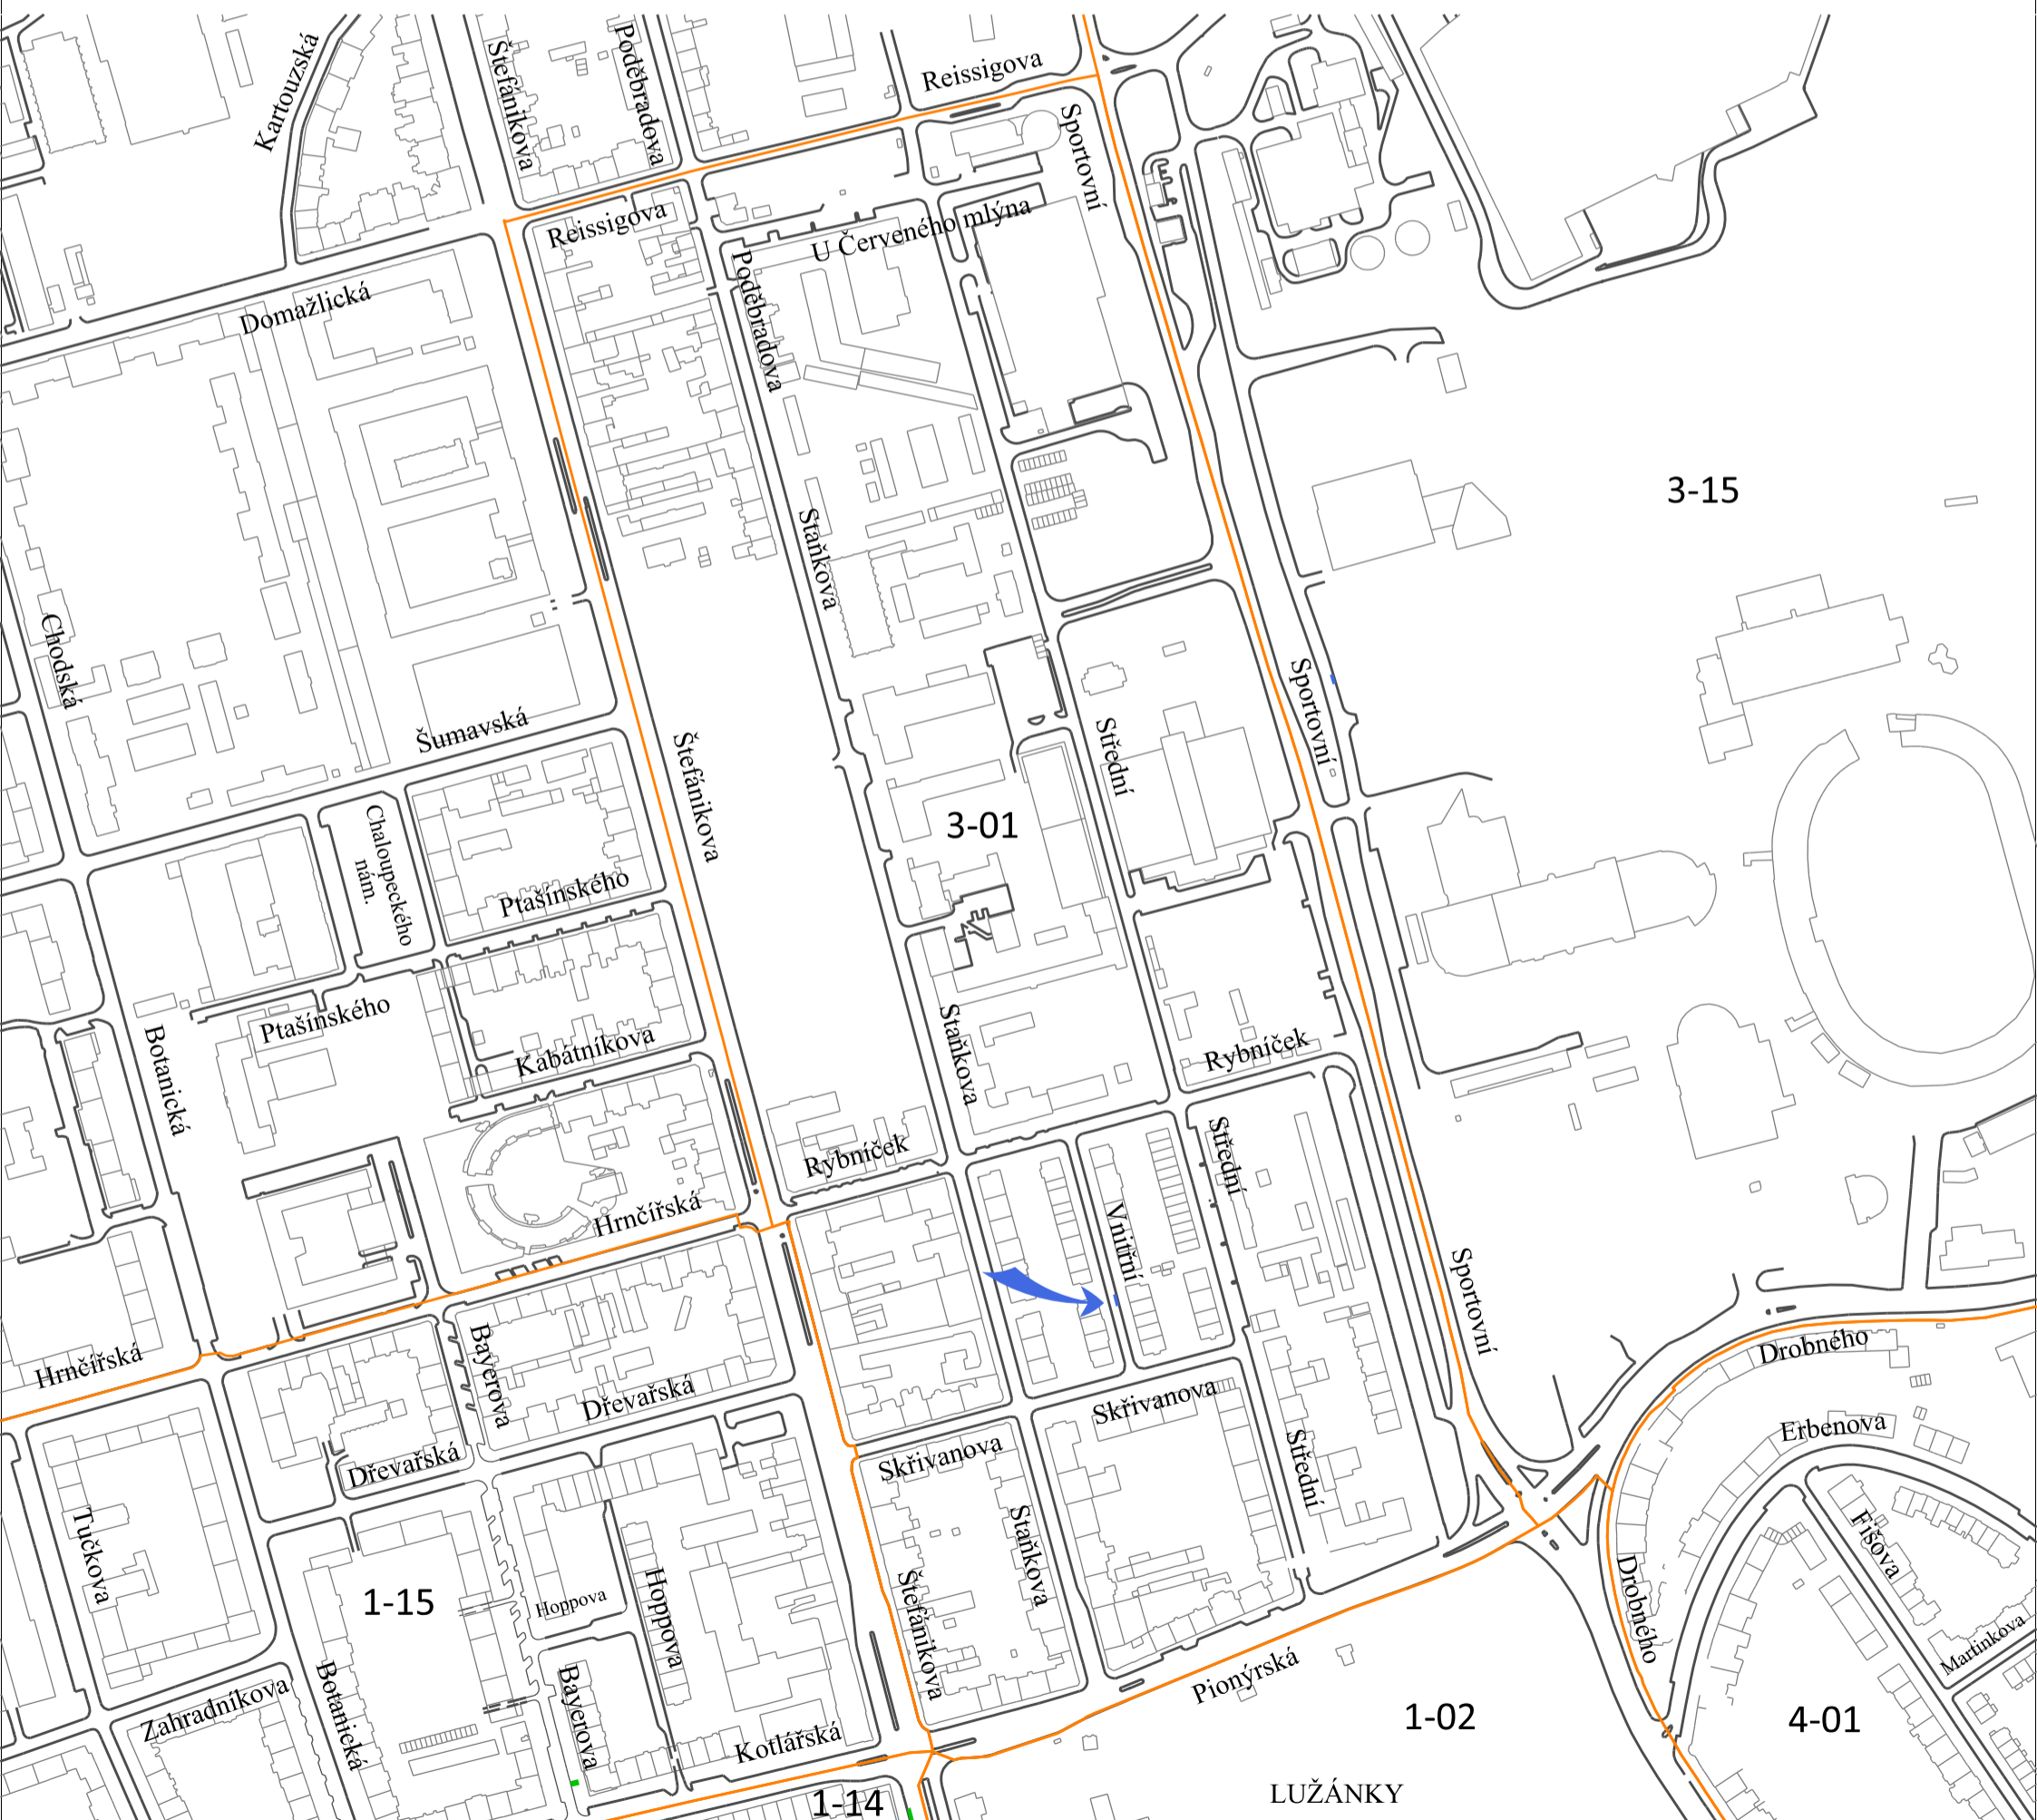 Kartouzská
Štefánikova
Poděbradova
Reissigova
Sportovní
Reissigova
U Červeného mlýna
Poděbradova
Domažlická
3-15
Staňkova
Chodská
Sportovní
Šumavská
Štefánikova
Střední
Chaloupeckého
nám.
3-01
Ptašínského
Ptašínského
Botanická
Kabátníkova
Staňkova
Rybníček
Rybníček
Střední
Hrnčířská
Vnitřní
Sportovní
Hrnčířská
Bayerova
Drobného
Dřevařská
Skřivanova
Erbenova
Dřevařská
Skřivanova
Střední
Tučkova
Staňkova
Fišova
1-15
Hoppova
Hoppova
Štefánikova
Drobného
Martinkova
Zahradníkova
Botanická
Bayerova
Pionýrská
Kotlářská
1-02
4-01
LUŽÁNKY
1-14